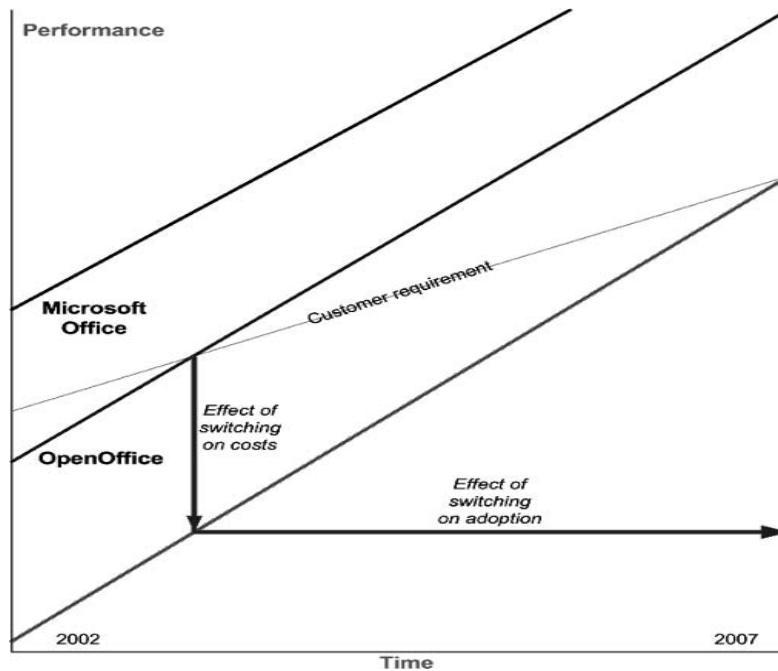 Performance
Microsoft
Office
Customer requirement
Effect of
switching
on costs
OpenOffice
Effect of
switching
on adoption
2002
2007
Time